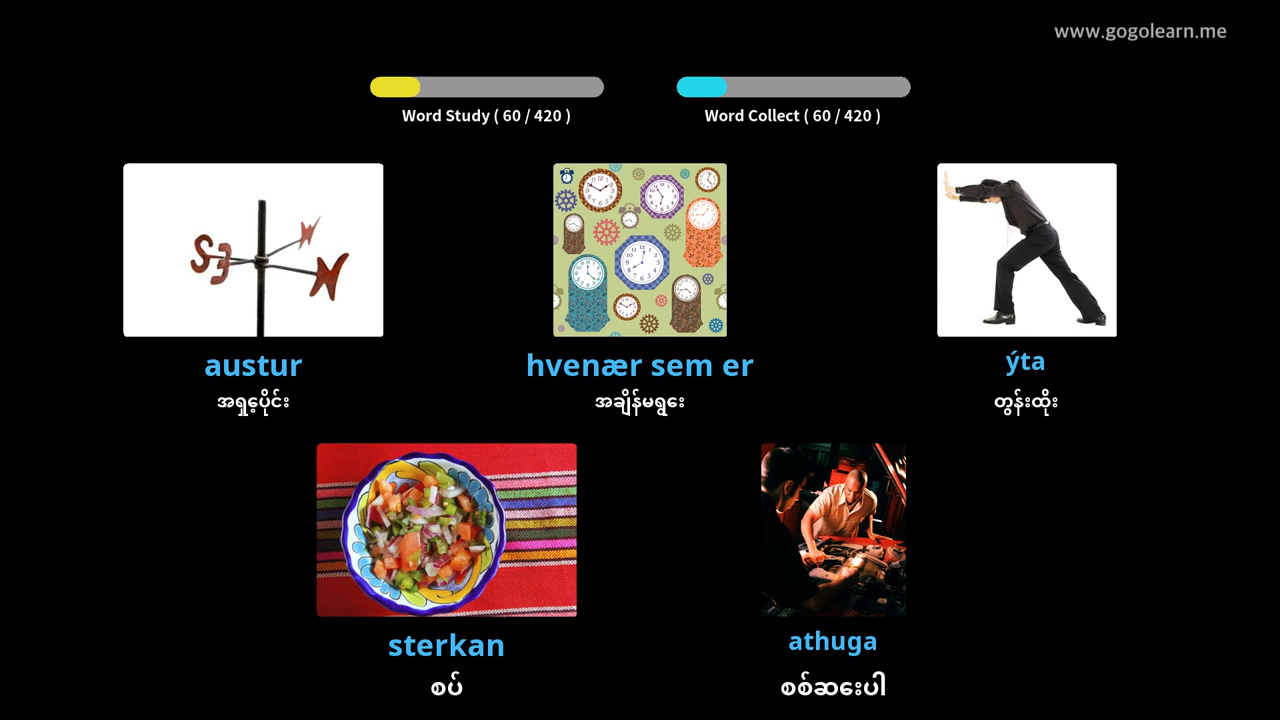 www.gogolearn.me
Word Study ( 60 / 420 )
Word Collect ( 60 / 420 )
austur
အရှေ့ပိုင်း
hvenær sem er
အချိန်မရွေး
ýta
တွန်းထိုး
sterkan
စပ်
athuga
စစ်ဆေးပါ